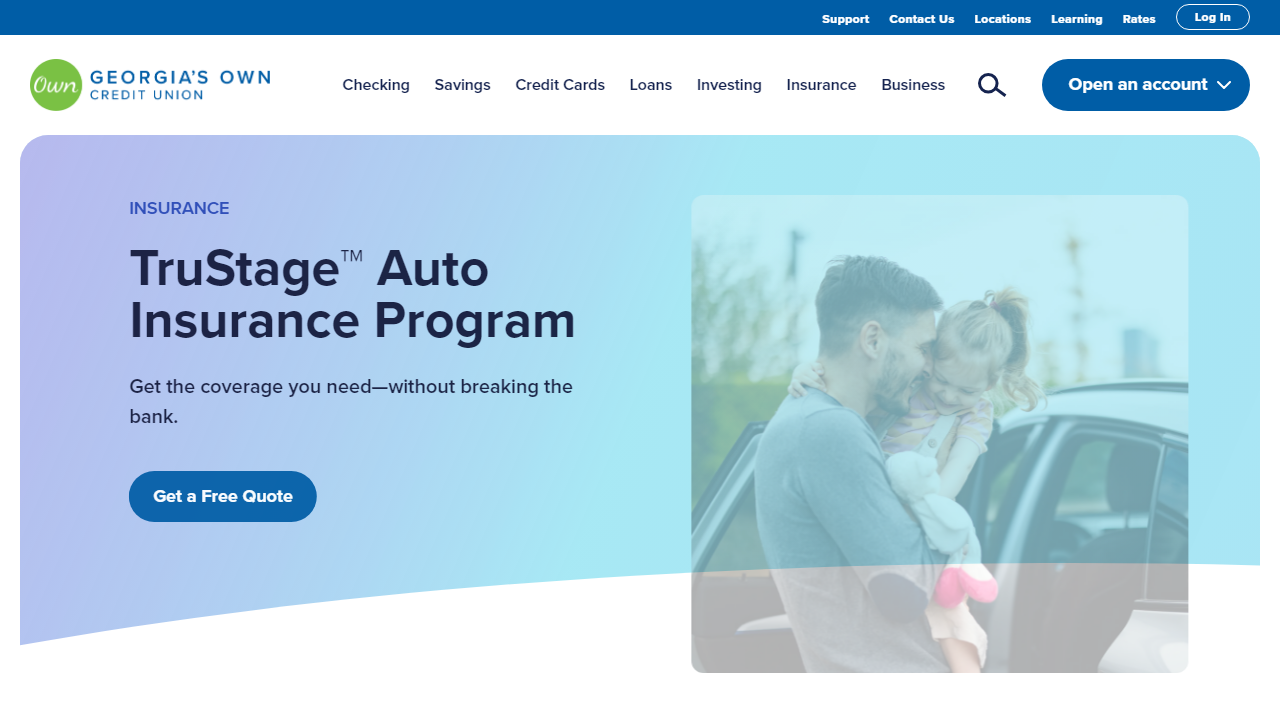 Support Contact Us Locations Learning Rates Log In
Own GEORGIA'S OWN
CREDIT UNION
Checking Savings Credit Cards Loans Investing Insurance Business
Open an account
INSURANCE
TruStage™ Auto
Insurance Program
Get the coverage you need—without breaking the
bank.
Get a Free Quote